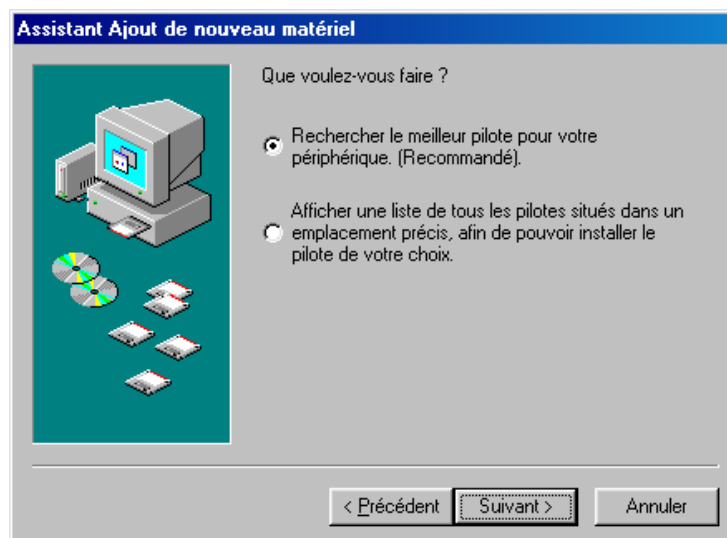 Assistant Ajout de nouveau matériel
Que voulez-vous faire ?
Rechercher le meilleur pilote pour votre
périphérique. (Recommandé).
Afficher une liste de tous les pilotes situés dans un
emplacement précis, afin de pouvoir installer le
pilote de votre choix.
< Précédent
Suivant >
Annuler